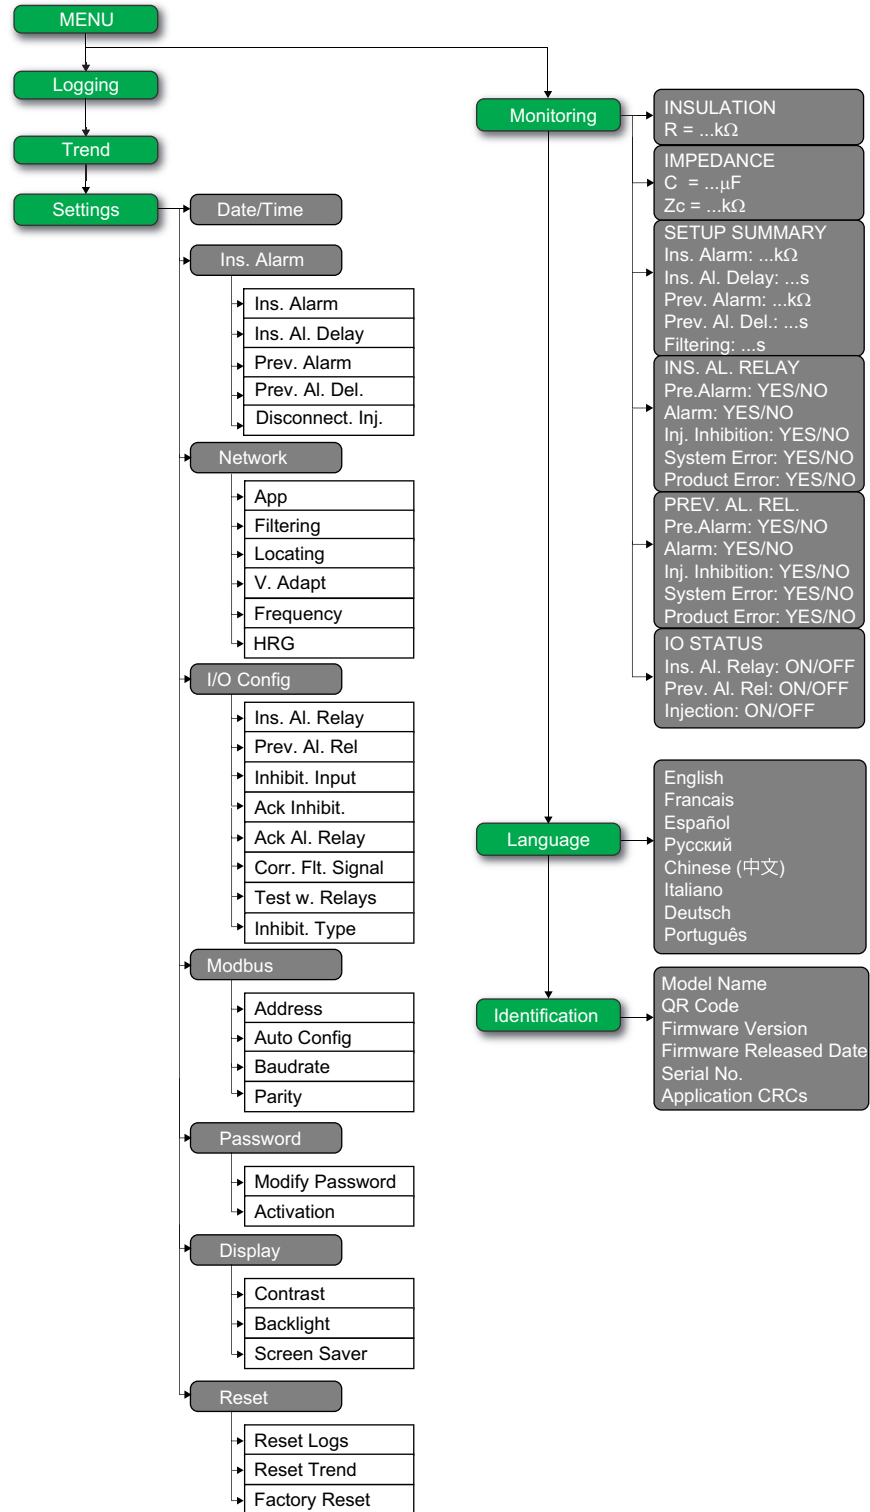 MENU
Logging
Trend
Settings
Date/Time
Ins. Alarm
Ins. Alarm
Ins. Al. Delay
Prev. Alarm
Prev. Al. Del.
Disconnect. Inj.
Network
App
Filtering
Locating
V. Adapt
Frequency
HRG
I/O Config
Ins. Al. Relay
Prev. Al. Rel
Inhibit. Input
Ack Inhibit.
Ack Al. Relay
Corr. Flt. Signal
Test w. Relays
Inhibit. Type
Modbus
Address
Auto Config
Baudrate
Parity
Password
Modify Password
Activation
Display
Contrast
Backlight
Screen Saver
Reset
Reset Logs
Reset Trend
Factory Reset
Monitoring
INSULATION
R = ...kΩ
IMPEDANCE
C = ...µF
Zc = ...kΩ
SETUP SUMMARY
Ins. Alarm: ...kΩ
Ins. Al. Delay: ...s
Prev. Alarm: ...kΩ
Prev. Al. Del.: ...s
Filtering: ...s
INS. AL. RELAY
Pre.Alarm: YES/NO
Alarm: YES/NO
Inj. Inhibition: YES/NO
System Error: YES/NO
Product Error: YES/NO
PREV. AL. REL.
Pre.Alarm: YES/NO
Alarm: YES/NO
Inj. Inhibition: YES/NO
System Error: YES/NO
Product Error: YES/NO
IO STATUS
Ins. Al. Relay: ON/OFF
Prev. Al. Rel: ON/OFF
Injection: ON/OFF
Language
English
Francais
Español
Русский
Chinese (中文)
Italiano
Deutsch
Português
Identification
Model Name
QR Code
Firmware Version
Firmware Released Date
Serial No.
Application CRCs